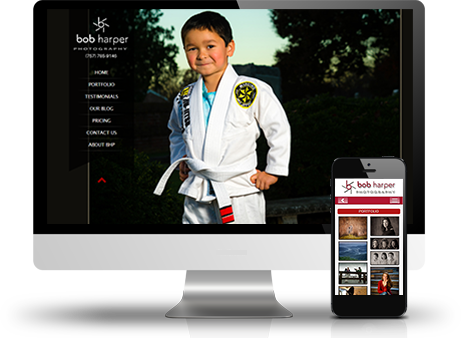 bob harper
PHOTOGRAPHY
(757) 769-9146
HOME
PORTFOLIO
TESTIMONIALS
OUR BLOG
PRICING
CONTACT US
ABOUT BHP
bob harper
PHOTOGRAPHY
PORTFOLIO